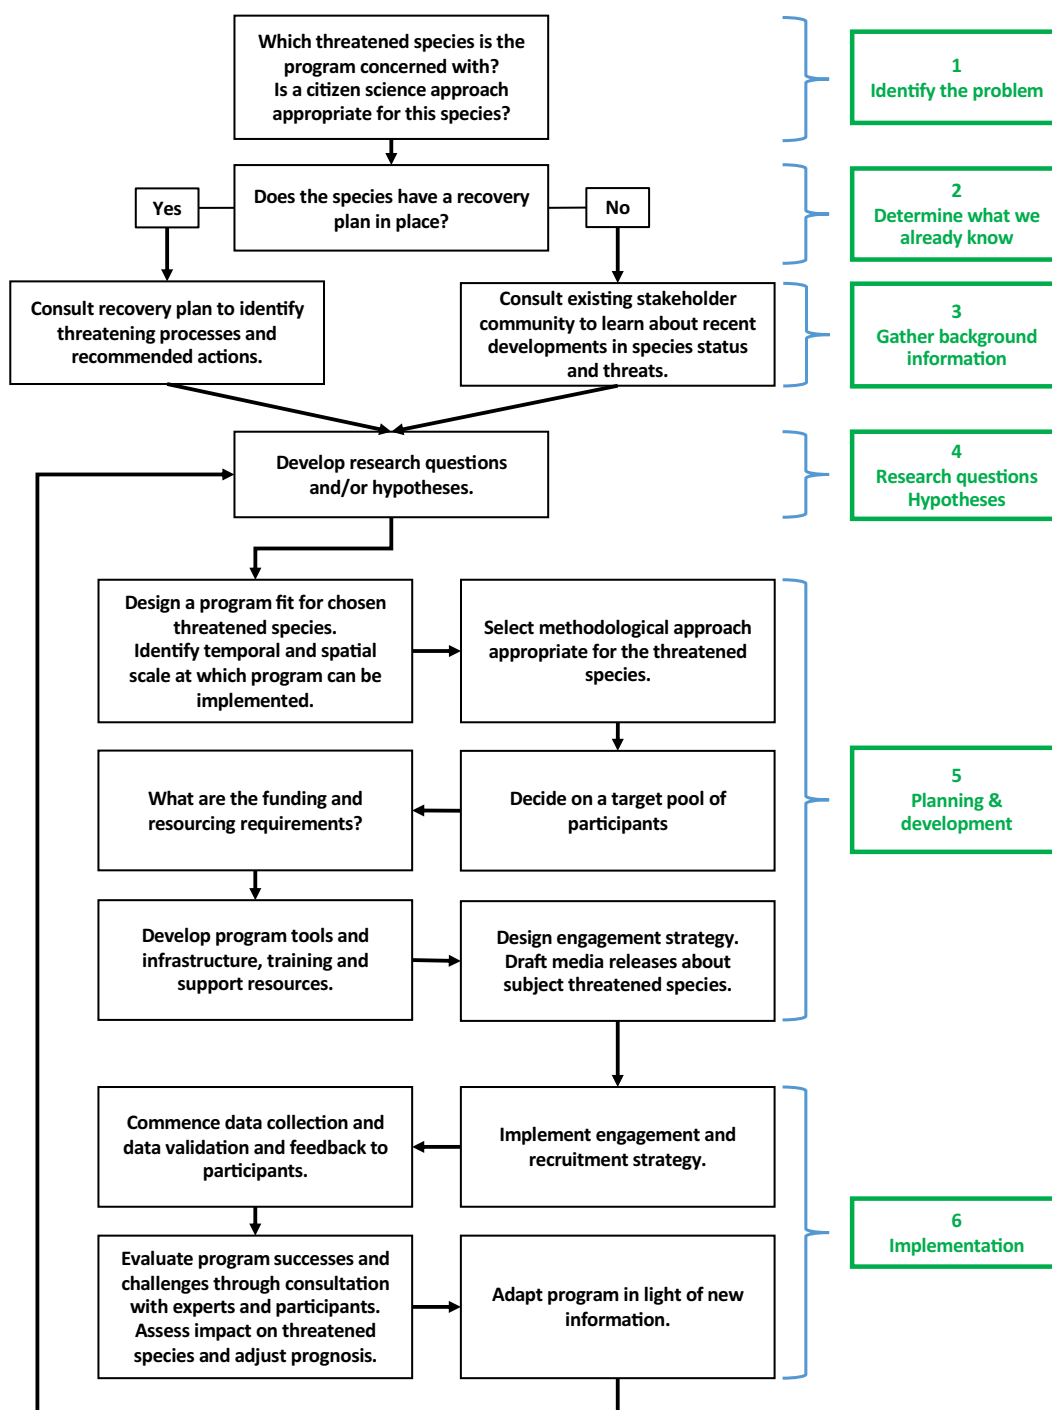 Which threatened species is the
program concerned with?
Is a citizen science approach
appropriate for this species?
1
Identify the problem
Does the species have a recovery
plan in place?
Yes
No
2
Determine what we
already know
Consult recovery plan to identify
threatening processes and
recommended actions.
Consult existing stakeholder
community to learn about recent
developments in species status
and threats.
3
Gather background
information
Develop research questions
and/or hypotheses.
4
Research questions
Hypotheses
Design a program fit for chosen
threatened species.
Identify temporal and spatial
scale at which program can be
implemented.
Select methodological approach
appropriate for the threatened
species.
What are the funding and
resourcing requirements?
Decide on a target pool of
participants
5
Planning &
development
Develop program tools and
infrastructure, training and
support resources.
Design engagement strategy.
Draft media releases about
subject threatened species.
Commence data collection and
data validation and feedback to
participants.
Implement engagement and
recruitment strategy.
6
Implementation
Evaluate program successes and
challenges through consultation
with experts and participants.
Assess impact on threatened
species and adjust prognosis.
Adapt program in light of new
information.